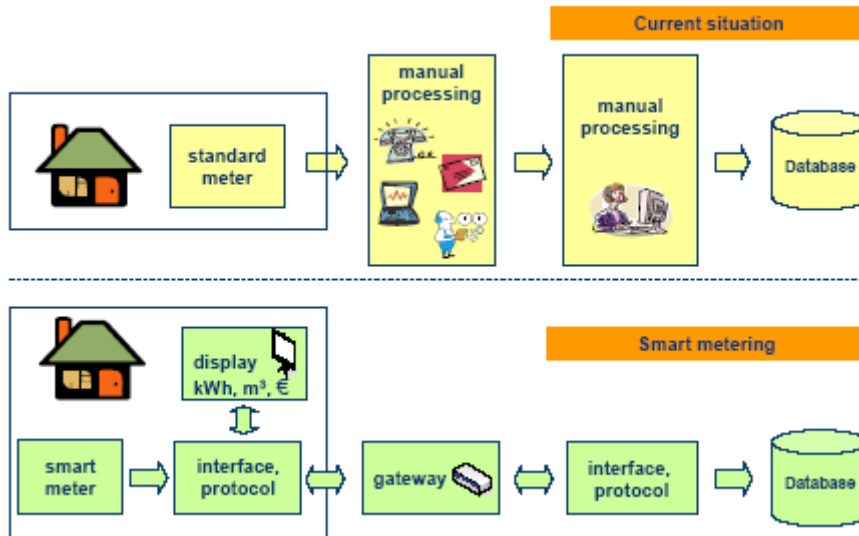 Current situation
manual
processing
manual
processing
standard
meter
Database
Smart metering
display
kWh, m³, €
smart
meter
interface,
protocol
gateway
interface,
protocol
Database